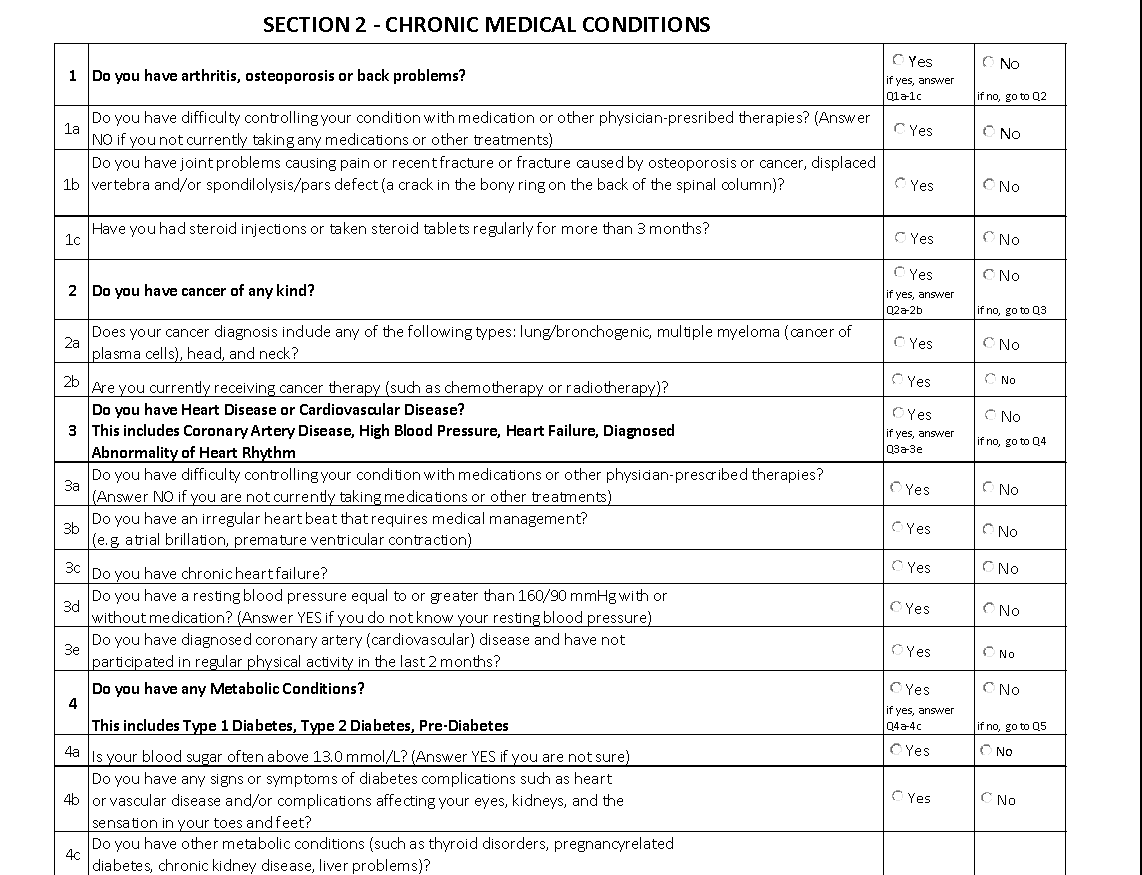 SECTION 2 - CHRONIC MEDICAL CONDITIONS
1 Do you have arthritis, osteoporosis or back problems? Yes No
if yes, answer
Q1a-1c if no, go to Q2
1a Do you have difficulty controlling your condition with medication or other physician-presribed therapies? (Answer
NO if you not currently taking any medications or other treatments) Yes No
1b Do you have joint problems causing pain or recent fracture or fracture caused by osteoporosis or cancer, displaced
vertebra and/or spondilolysis/pars defect (a crack in the bony ring on the back of the spinal column)? Yes No
1c Have you had steroid injections or taken steroid tablets regularly for more than 3 months? Yes No
2 Do you have cancer of any kind? Yes No
if yes, answer
Q2a-2b if no, go to Q3
2a Does your cancer diagnosis include any of the following types: lung/bronchogenic, multiple myeloma (cancer of
plasma cells), head, and neck? Yes No
2b Are you currently receiving cancer therapy (such as chemotherapy or radiotherapy)? Yes No
3 Do you have Heart Disease or Cardiovascular Disease? Yes No
This includes Coronary Artery Disease, High Blood Pressure, Heart Failure, Diagnosed if yes, answer
Abnormality of Heart Rhythm Q3a-3e if no, go to Q4
3a Do you have difficulty controlling your condition with medications or other physician-prescribed therapies?
(Answer NO if you are not currently taking medications or other treatments) Yes No
3b Do you have an irregular heart beat that requires medical management?
(e.g. atrial brillation, premature ventricular contraction) Yes No
3c Do you have chronic heart failure? Yes No
3d Do you have a resting blood pressure equal to or greater than 160/90 mmHg with or
without medication? (Answer YES if you do not know your resting blood pressure) Yes No
3e Do you have diagnosed coronary artery (cardiovascular) disease and have not
participated in regular physical activity in the last 2 months? Yes No
4 Do you have any Metabolic Conditions? Yes No
if yes, answer
This includes Type 1 Diabetes, Type 2 Diabetes, Pre-Diabetes Q4a-4c if no, go to Q5
4a Is your blood sugar often above 13.0 mmol/L? (Answer YES if you are not sure) Yes No
4b Do you have any signs or symptoms of diabetes complications such as heart
or vascular disease and/or complications affecting your eyes, kidneys, and the
sensation in your toes and feet? Yes No
4c Do you have other metabolic conditions (such as thyroid disorders, pregnancyrelated
diabetes, chronic kidney disease, liver problems)?